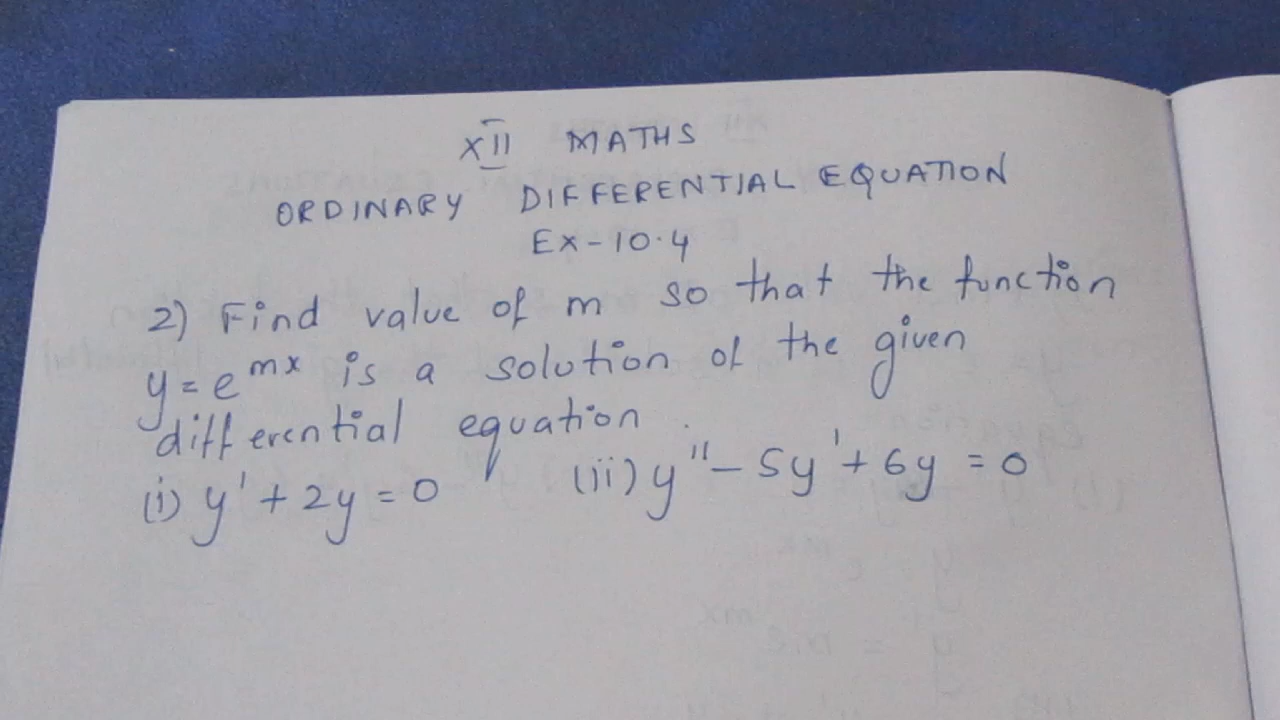 XII MATHS
ORDINARY DIFFERENTIAL EQUATION
Ex-10.4
2) Find value of m so that the function
y=e^mx is a solution of the given
differential equation.
(i) y' + 2y = 0 (ii) y'' - 5y' + 6y = 0